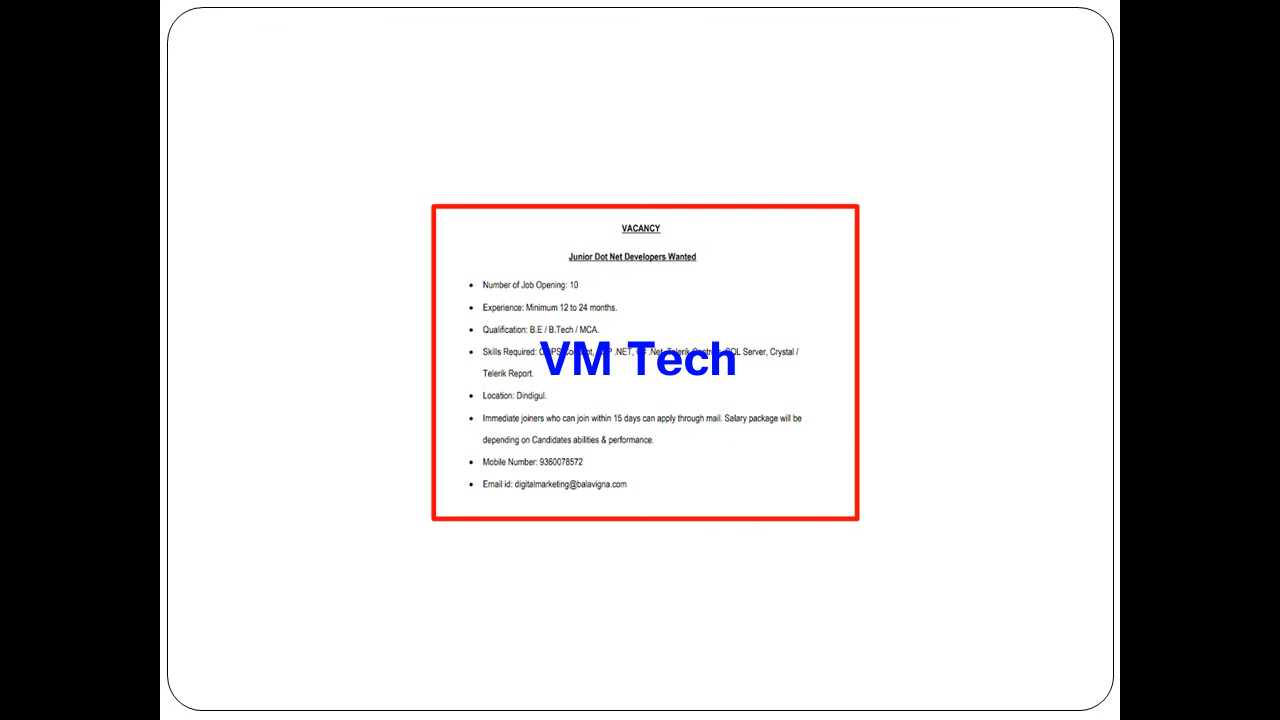 VACANCY
Junior Dot Net Developers Wanted
• Number of Job Opening: 10
• Experience: Minimum 12 to 24 months.
• Qualification: B.E / B.Tech / MCA.
• Skills Required: .NET, Server, Crystal /
Telerik Report.
VM Tech
• Location: Dindigul.
• Immediate joiners who can join within 15 days can apply through mail. Salary package will be
depending on Candidates abilities & performance.
• Mobile Number: 9360078572
• Email id: digitalmarketing@balavigna.com